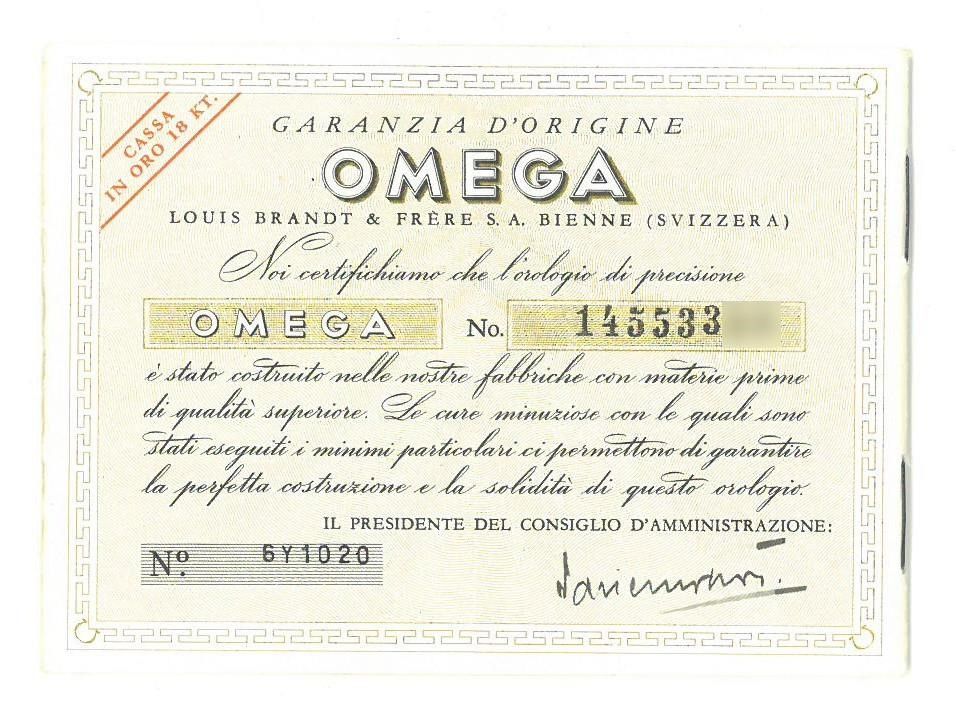 CASSA
IN ORO 18 KT.
GARANZIA D'ORIGINE
OMEGA
LOUIS BRANDT & FRÈRE S. A. BIENNE (SVIZZERA)
Noi certifichiamo che l'orologio di precisione
OMEGA No. 145533
è stato costruito nelle nostre fabbriche con materie prime
di qualità superiore. Le cure minuziose con le quali sono
stati eseguiti i minimi particolari ci permettono di garantire
la perfetta costruzione e la solidità di questo orologio.
IL PRESIDENTE DEL CONSIGLIO D'AMMINISTRAZIONE:
Nº. 6Y1020